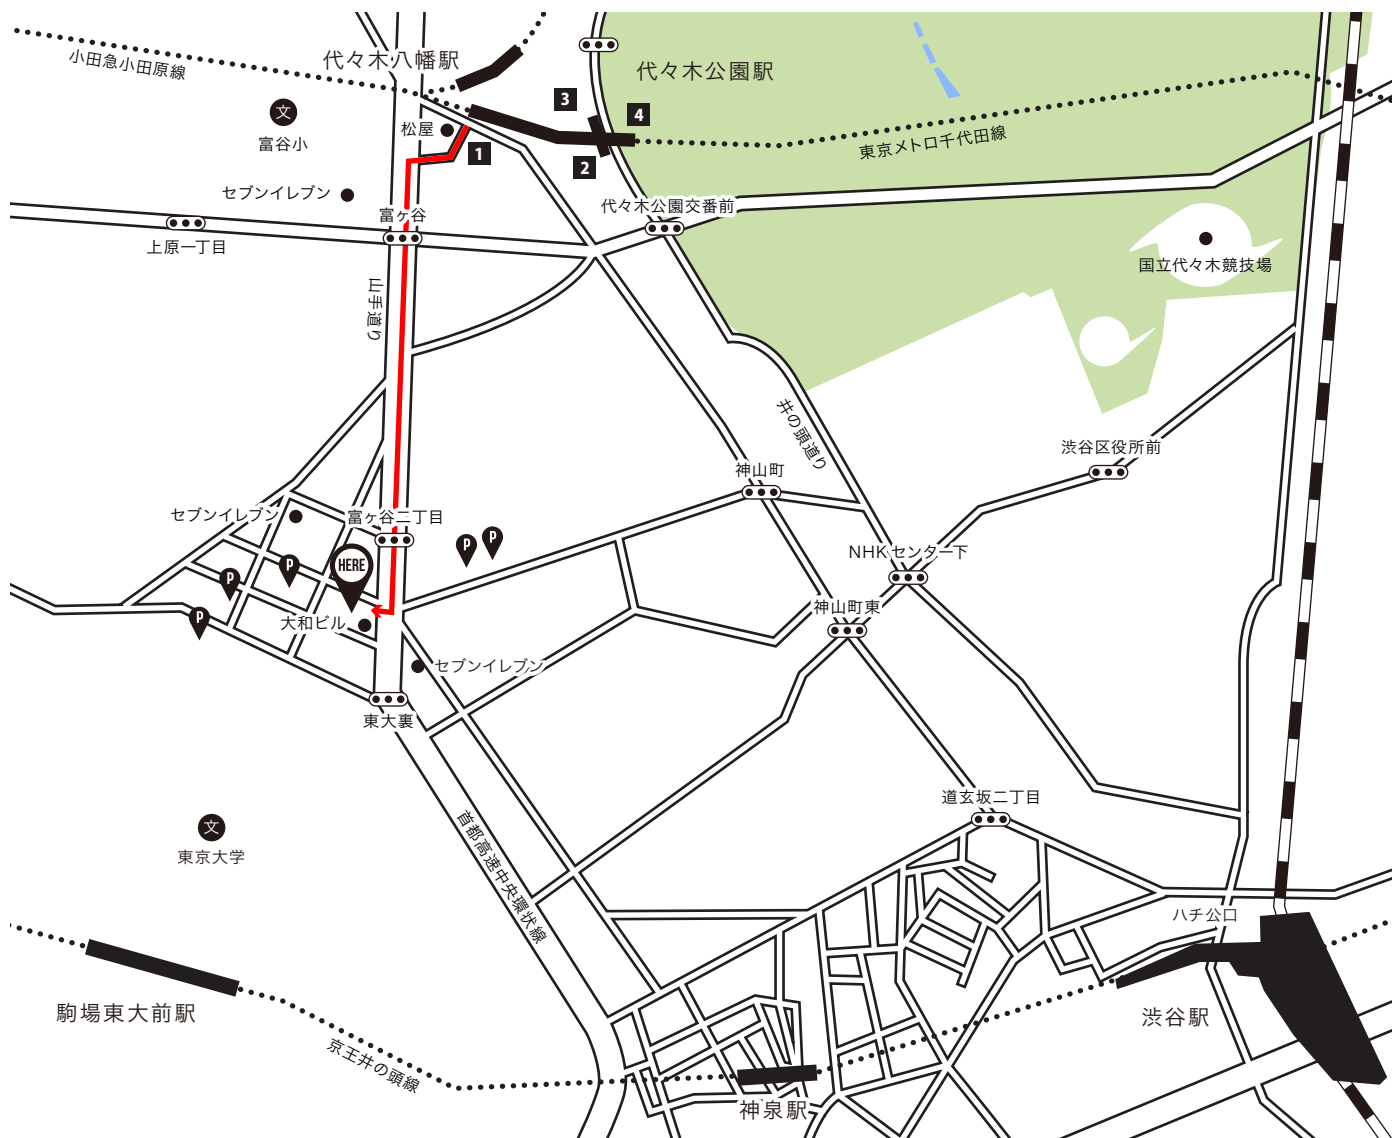 代々木八幡駅
代々木公園駅
小田急小田原線
文
富谷小
松屋
3
4
1
2
東京メトロ千代田線
セブンイレブン
富ヶ谷
代々木公園交番前
上原一丁目
国立代々木競技場
山手通り
井の頭通り
渋谷区役所前
神山町
セブンイレブン
富ヶ谷二丁目
P
P
P
P
P
HERE
NHKセンター下
神山町東
大和ビル
セブンイレブン
東大裏
道玄坂二丁目
文
東京大学
首都高速中央環状線
ハチ公口
駒場東大前駅
渋谷駅
京王井の頭線
神泉駅